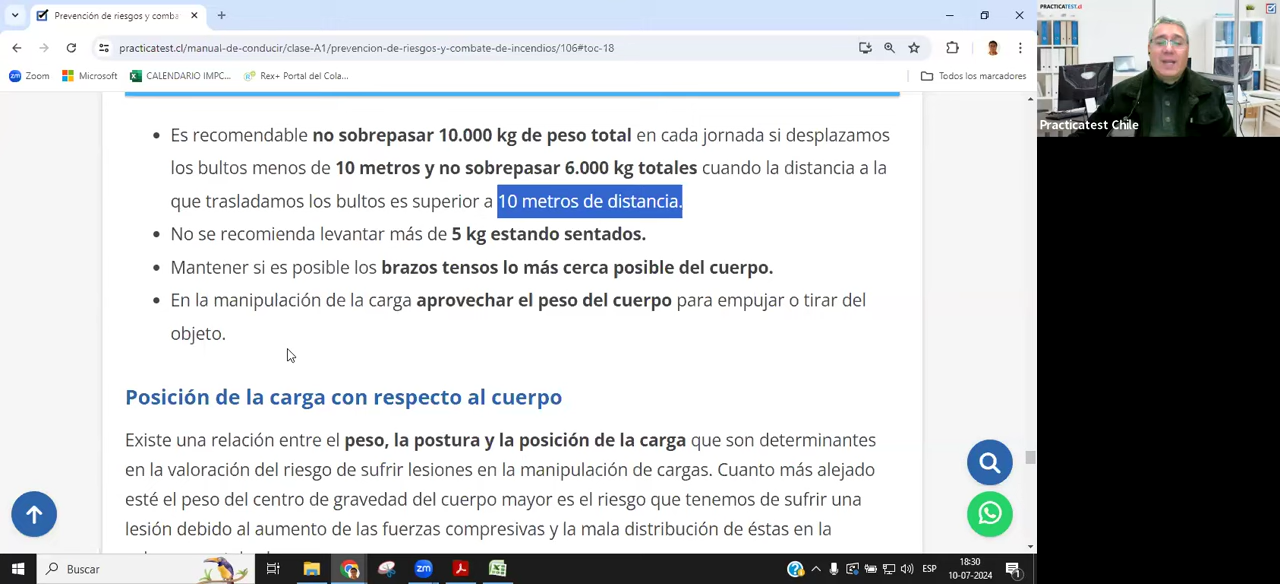 Prevención de riesgos y comba
practicatest.cl/manual-de-conducir/clase-A1/prevencion-de-riesgos-y-combate-de-incendios/106#toc-18
Zoom
Microsoft
CALENDARIO IMPC...
Rex+ Portal del Cola...
Todos los marcadores
PRACTICATEST.cl
Practicatest Chile
• Es recomendable no sobrepasar 10.000 kg de peso total en cada jornada si desplazamos
los bultos menos de 10 metros y no sobrepasar 6.000 kg totales cuando la distancia a la
que trasladamos los bultos es superior a 10 metros de distancia.
• No se recomienda levantar más de 5 kg estando sentados.
• Mantener si es posible los brazos tensos lo más cerca posible del cuerpo.
• En la manipulación de la carga aprovechar el peso del cuerpo para empujar o tirar del
objeto.
Posición de la carga con respecto al cuerpo
Existe una relación entre el peso, la postura y la posición de la carga que son determinantes
en la valoración del riesgo de sufrir lesiones en la manipulación de cargas. Cuanto más alejado
esté el peso del centro de gravedad del cuerpo mayor es el riesgo que tenemos de sufrir una
lesión debido al aumento de las fuerzas compresivas y la mala distribución de éstas en la
Buscar
zm
ESP
18:30
10-07-2024
1